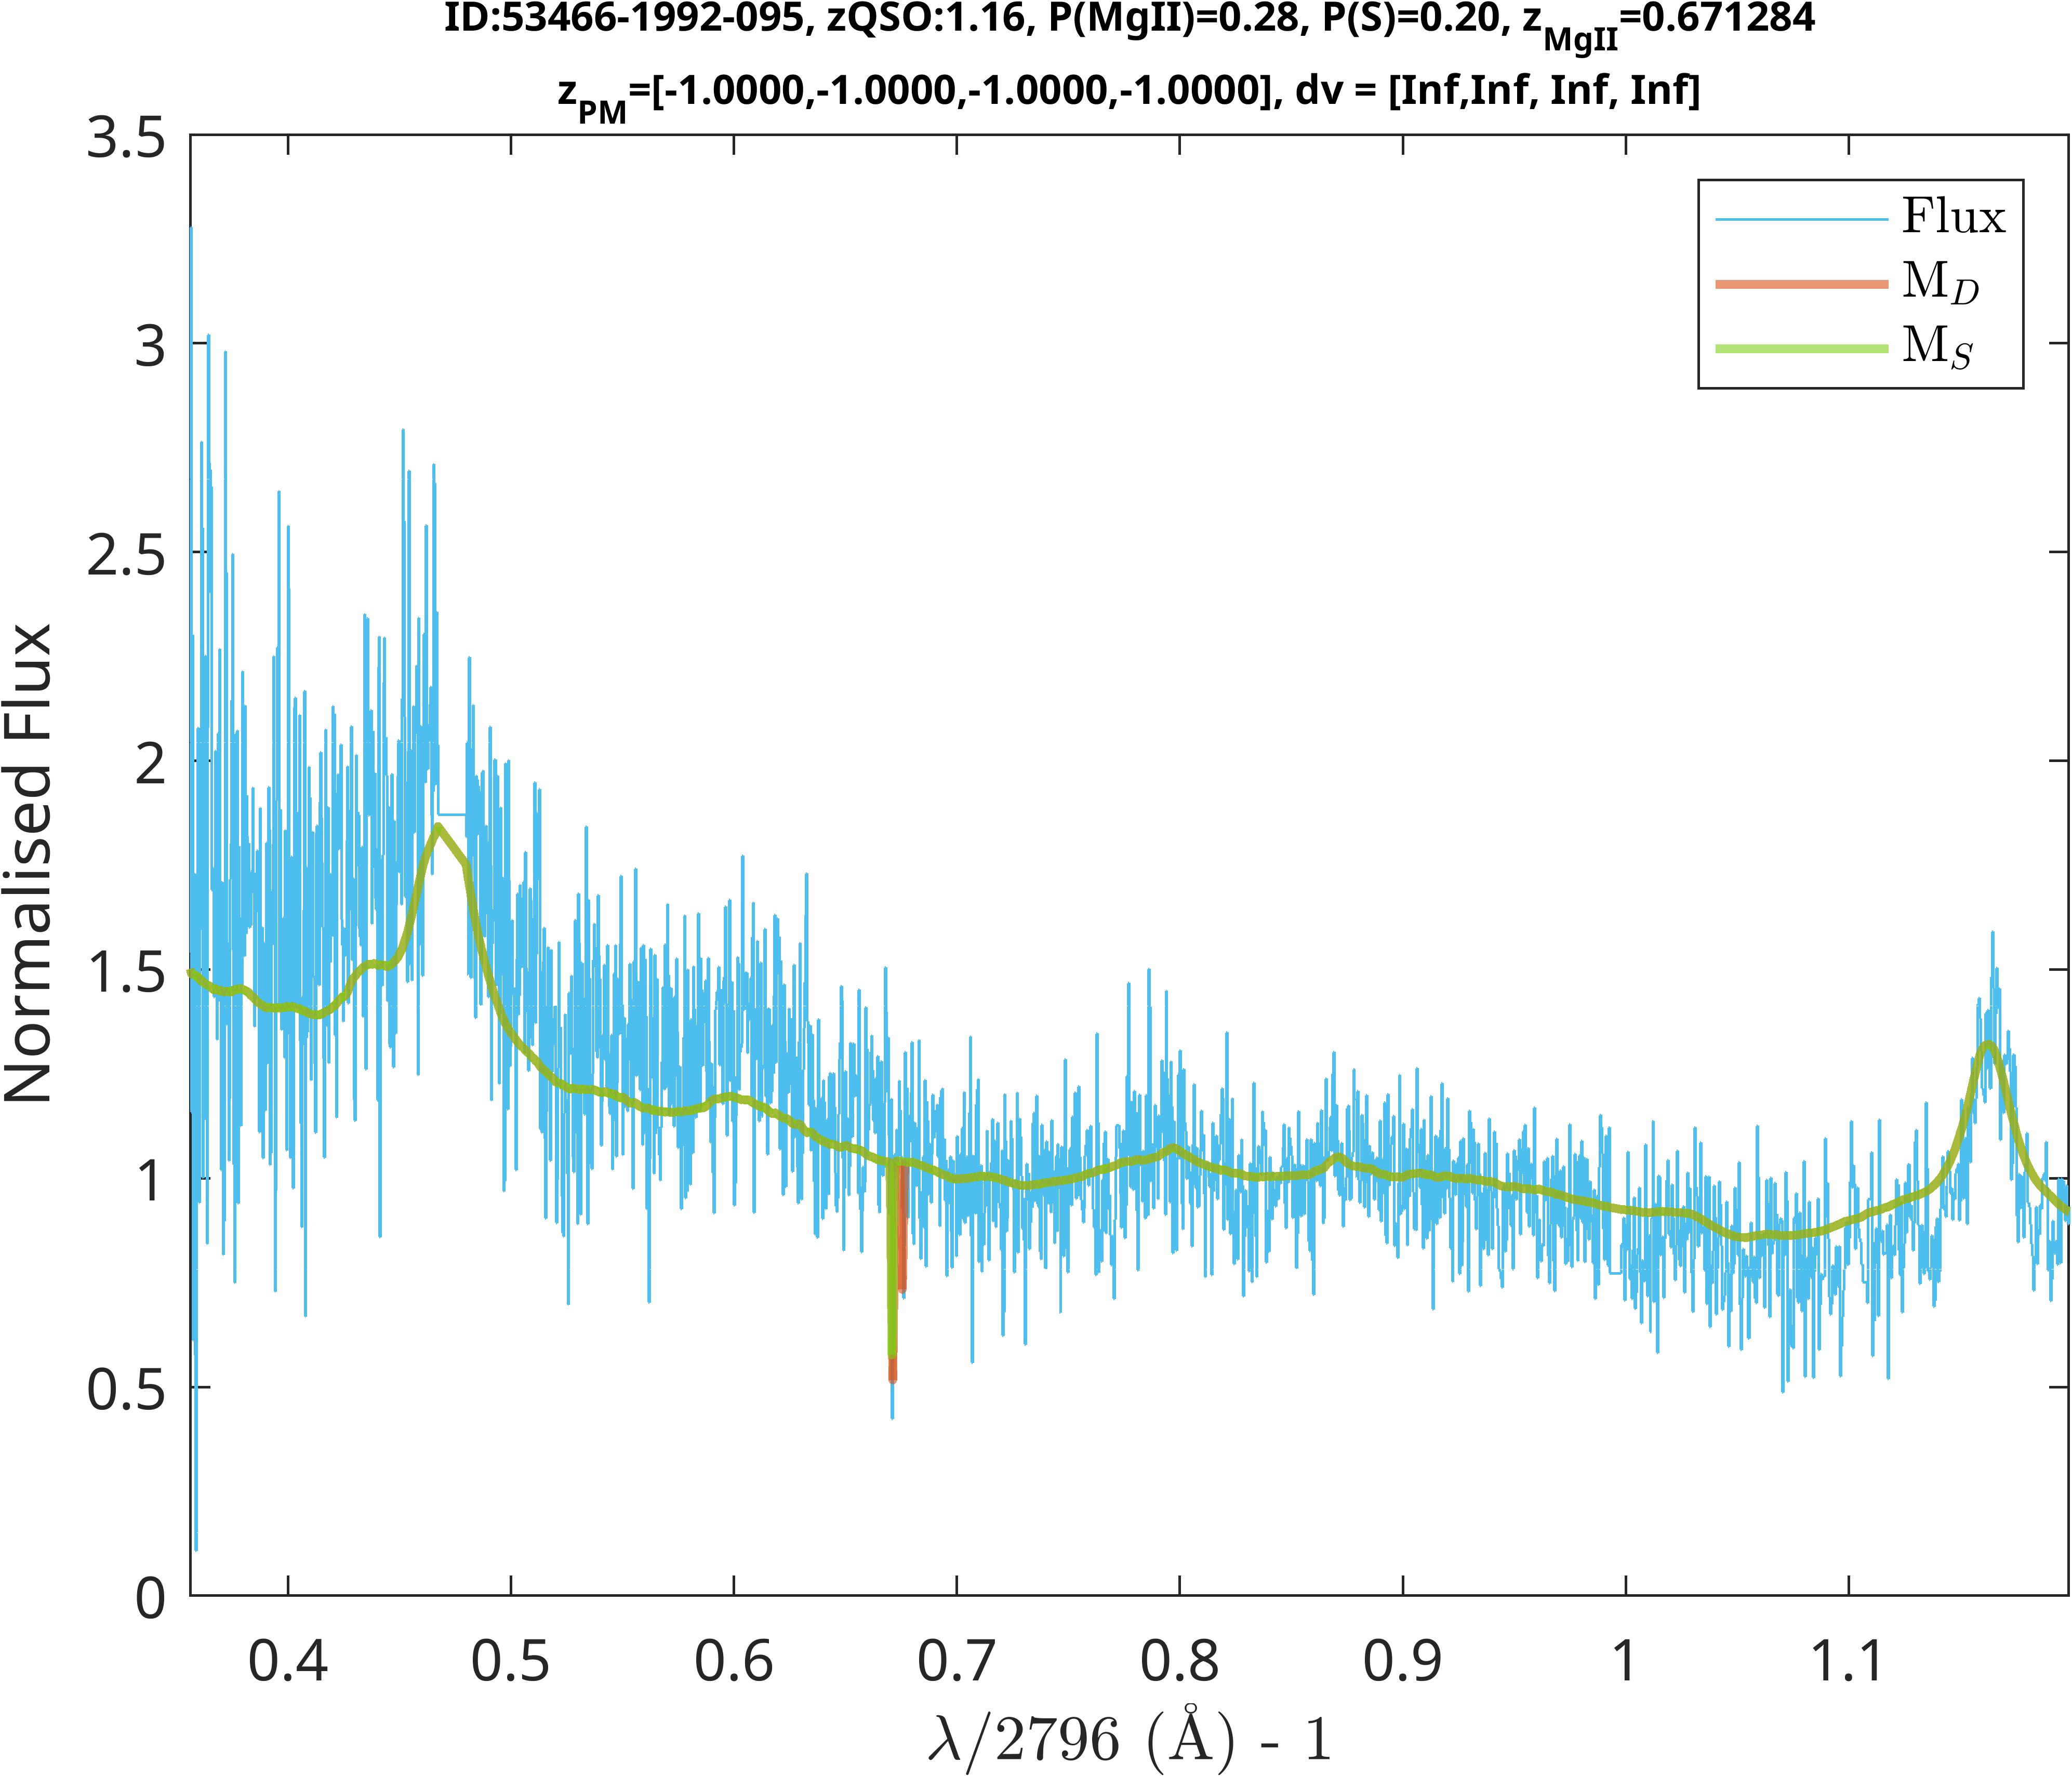 ID:53466-1992-095, zQSO:1.16, P(MgII)=0.28, P(S)=0.20, zMgII=0.671284
zPM=[-1.0000,-1.0000,-1.0000,-1.0000], dv = [Inf,Inf, Inf, Inf]
3.5
3
2.5
2
1.5
1
0.5
0
Normalised Flux
Flux
MD
MS
0.4 0.5 0.6 0.7 0.8 0.9 1 1.1
λ/2796 (Å) - 1